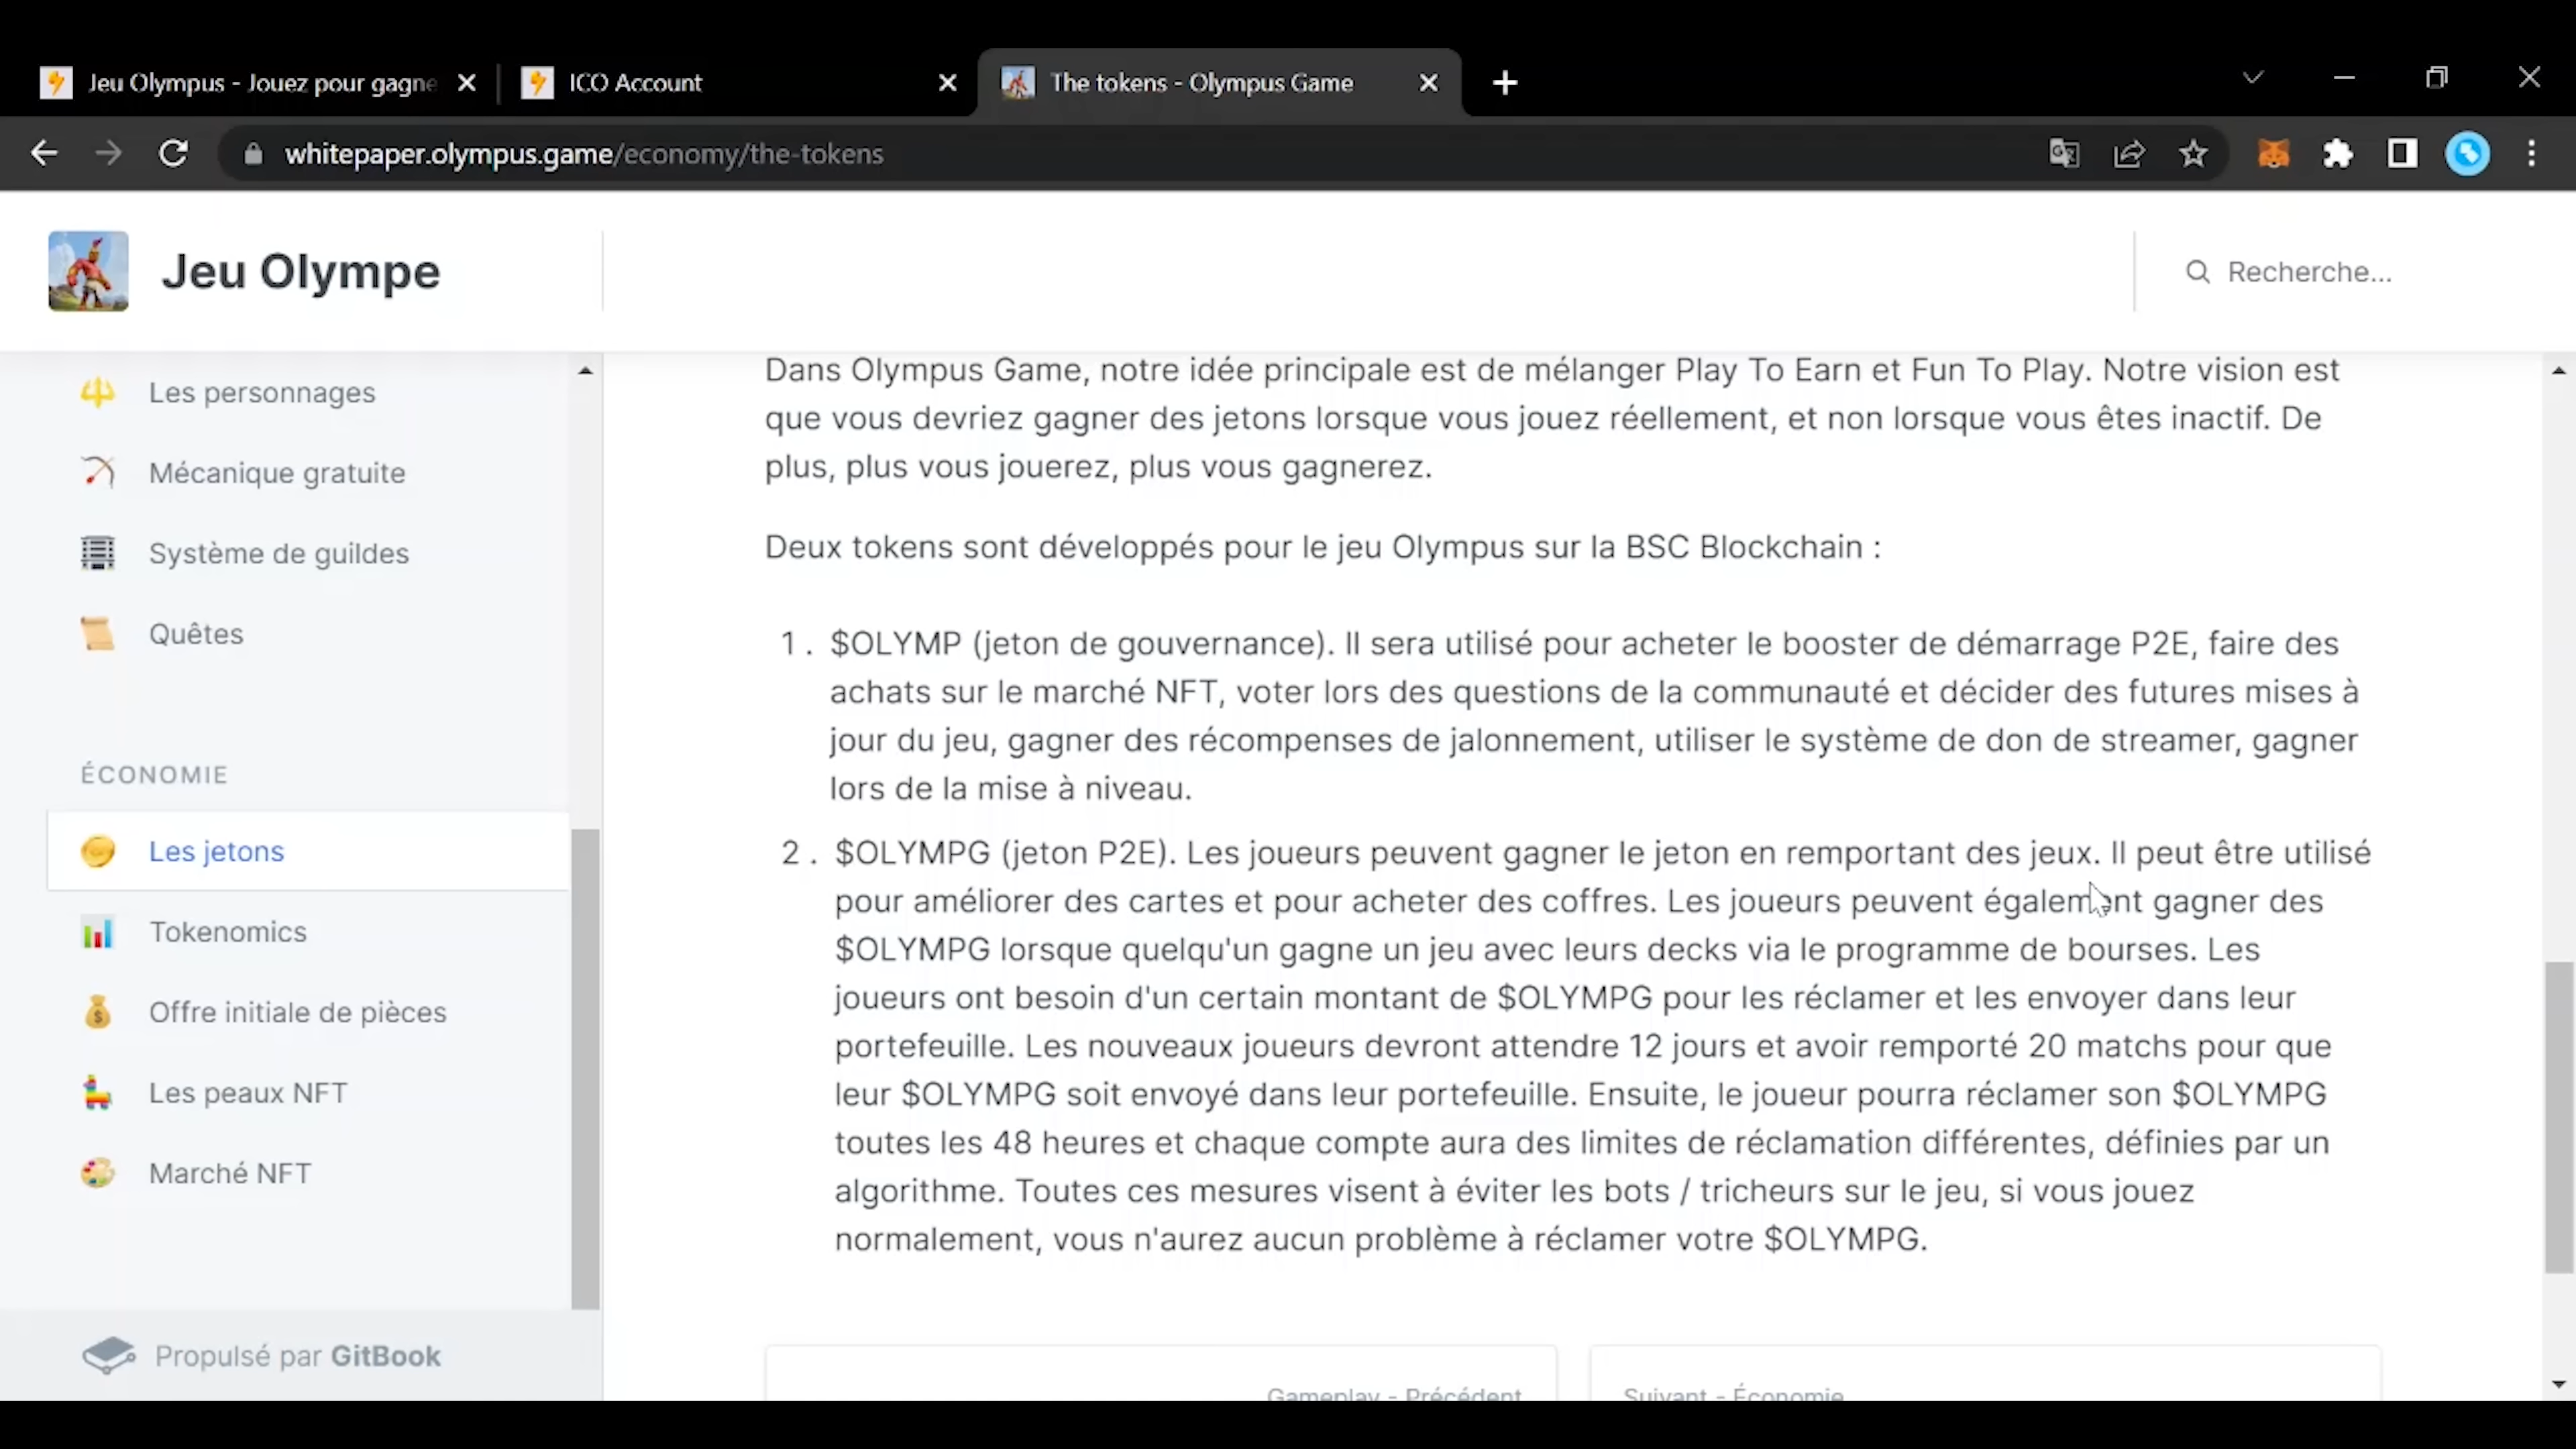 Jeu Olympus - Jouez pour gagne
ICO Account
The tokens - Olympus Game
whitepaper.olympus.game/economy/the-tokens
Jeu Olympe
Recherche...
Les personnages
Mécanique gratuite
Système de guildes
Quêtes
ÉCONOMIE
Les jetons
Tokenomics
Offre initiale de pièces
Les peaux NFT
Marché NFT
Propulsé par GitBook
Dans Olympus Game, notre idée principale est de mélanger Play To Earn et Fun To Play. Notre vision est
que vous devriez gagner des jetons lorsque vous jouez réellement, et non lorsque vous êtes inactif. De
plus, plus vous jouerez, plus vous gagnerez.
Deux tokens sont développés pour le jeu Olympus sur la BSC Blockchain :
1. $OLYMP (jeton de gouvernance). Il sera utilisé pour acheter le booster de démarrage P2E, faire des
achats sur le marché NFT, voter lors des questions de la communauté et décider des futures mises à
jour du jeu, gagner des récompenses de jalonnement, utiliser le système de don de streamer, gagner
lors de la mise à niveau.
2. $OLYMPG (jeton P2E). Les joueurs peuvent gagner le jeton en remportant des jeux. Il peut être utilisé
pour améliorer des cartes et pour acheter des coffres. Les joueurs peuvent également gagner des
$OLYMPG lorsque quelqu'un gagne un jeu avec leurs decks via le programme de bourses. Les
joueurs ont besoin d'un certain montant de $OLYMPG pour les réclamer et les envoyer dans leur
portefeuille. Les nouveaux joueurs devront attendre 12 jours et avoir remporté 20 matchs pour que
leur $OLYMPG soit envoyé dans leur portefeuille. Ensuite, le joueur pourra réclamer son $OLYMPG
toutes les 48 heures et chaque compte aura des limites de réclamation différentes, définies par un
algorithme. Toutes ces mesures visent à éviter les bots / tricheurs sur le jeu, si vous jouez
normalement, vous n'aurez aucun problème à réclamer votre $OLYMPG.
Gameplay - Précédent
Suivant - Économie